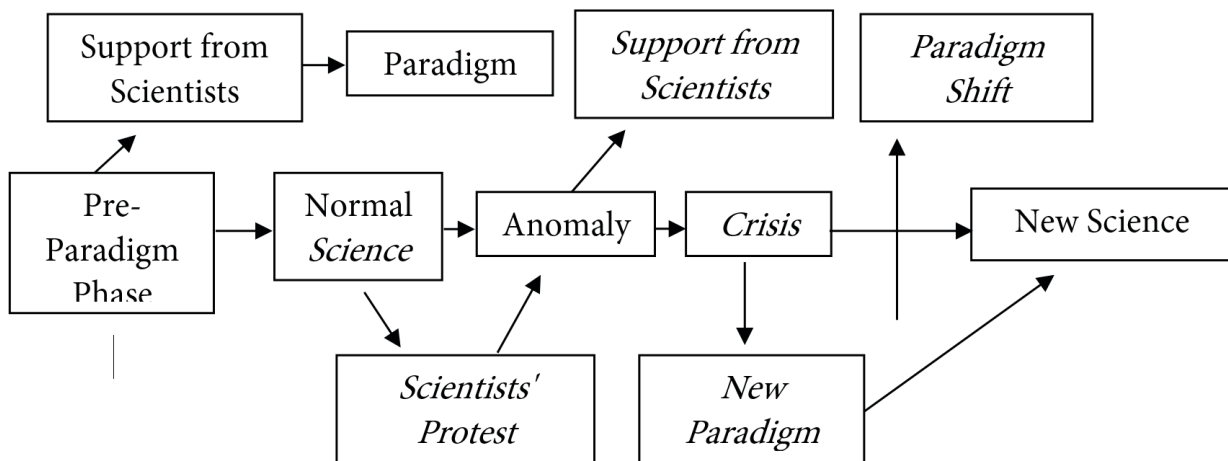 Support from
Scientists
Paradigm
Support from
Scientists
Paradigm
Shift
Pre-
Paradigm
Phase
Normal
Science
Anomaly
Crisis
New Science
Scientists'
Protest
New
Paradigm